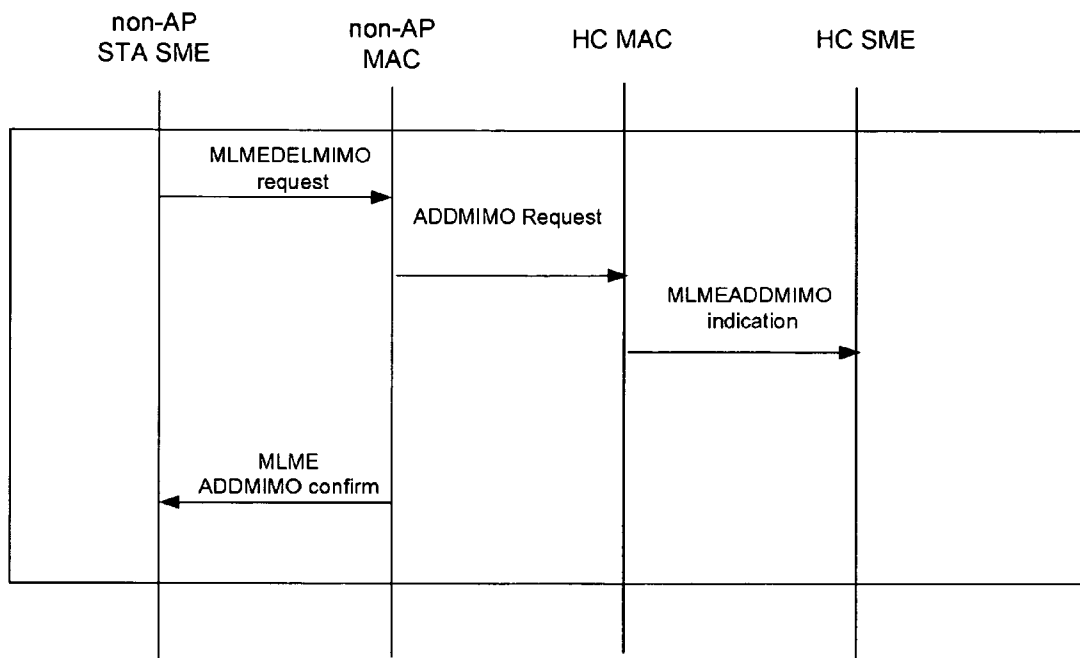 non-AP
STA SME
non-AP
MAC
HC MAC
HC SME
MLMEDELMIMO
request
ADDMIMO Request
MLMEADDMIMO
indication
MLME
ADDMIMO confirm